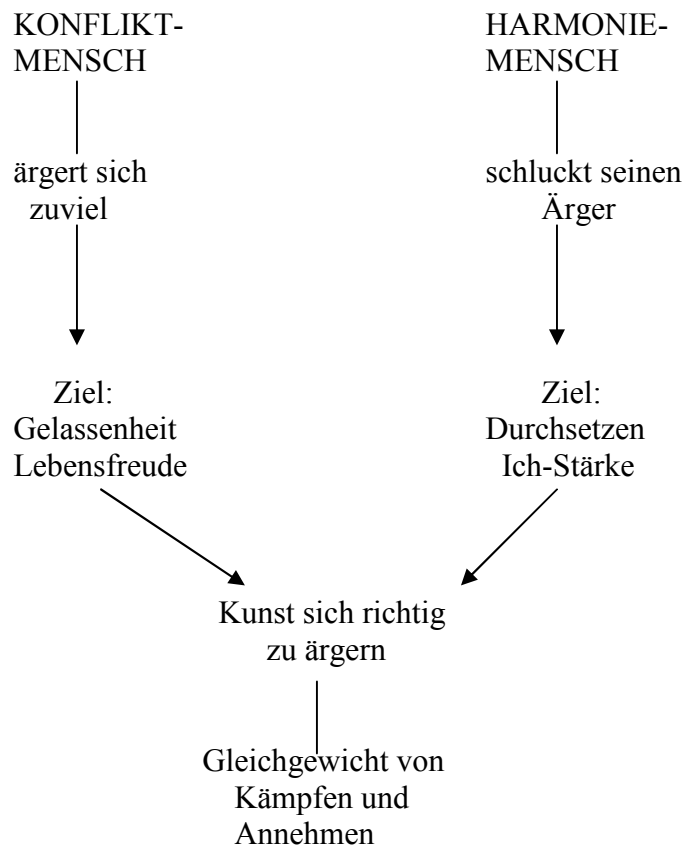 KONFLIKT-
MENSCH
ärgert sich
zuviel
Ziel:
Gelassenheit
Lebensfreude
HARMONIE-
MENSCH
schluckt seinen
Ärger
Ziel:
Durchsetzen
Ich-Stärke
Kunst sich richtig
zu ärgern
Gleichgewicht von
Kämpfen und
Annehmen